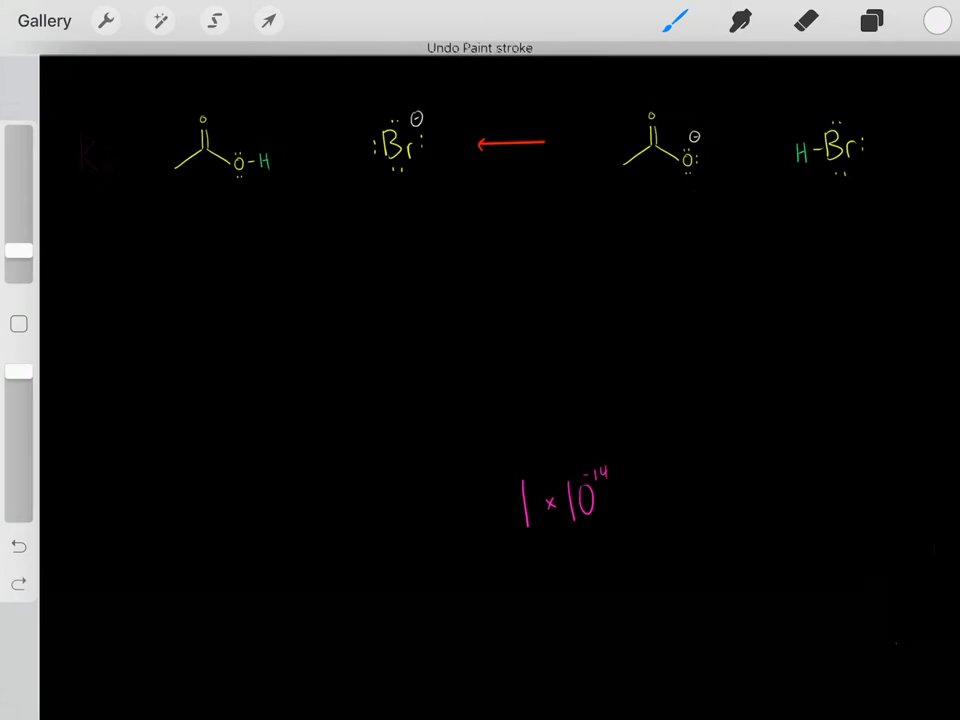 Gallery
Undo Paint stroke
O O-H Br ⊖ ← O O ⊖ H-Br
1 × 10⁻¹⁴